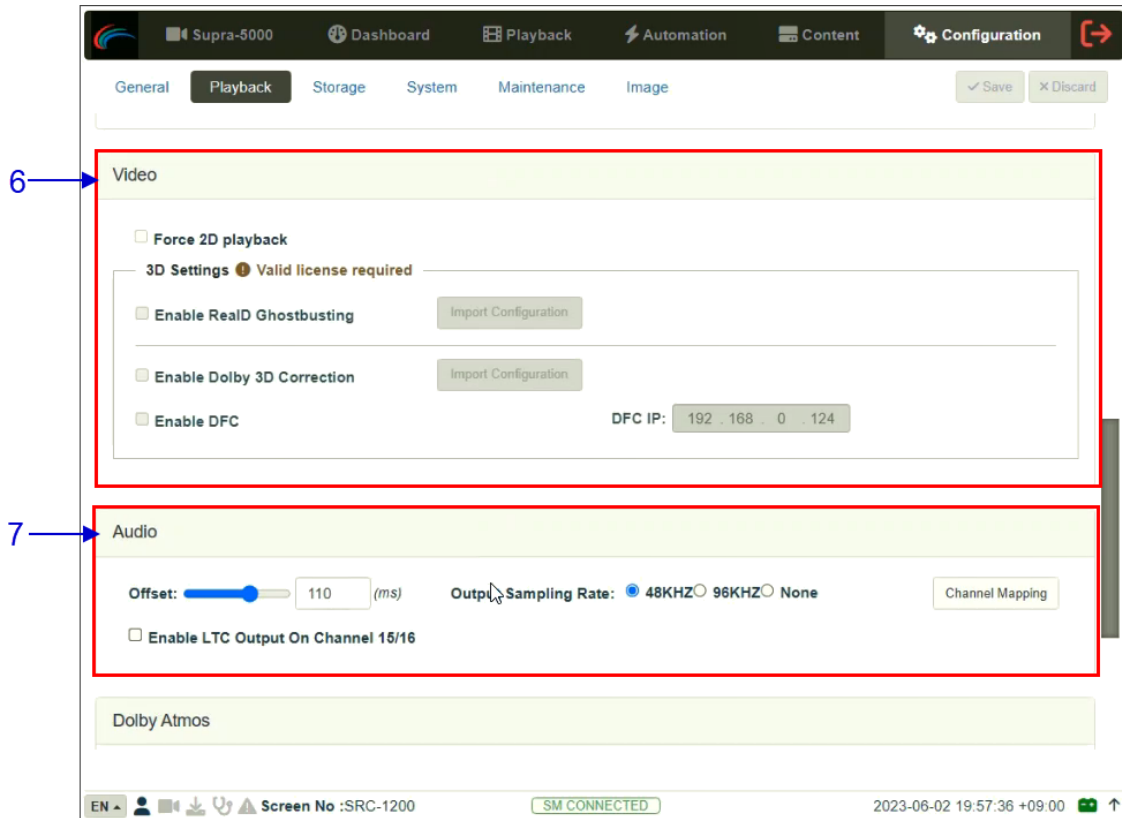 Supra-5000 Dashboard Playback Automation Content Configuration
General Playback Storage System Maintenance Image Save Discard
6
Video
Force 2D playback
3D Settings Valid license required
Enable RealD Ghostbusting Import Configuration
Enable Dolby 3D Correction Import Configuration
Enable DFC DFC IP: 192 . 168 . 0 . 124
7
Audio
Offset: 110 (ms) Output Sampling Rate: 48KHZ 96KHZ None Channel Mapping
Enable LTC Output On Channel 15/16
Dolby Atmos
EN Screen No :SRC-1200 SM CONNECTED 2023-06-02 19:57:36 +09:00